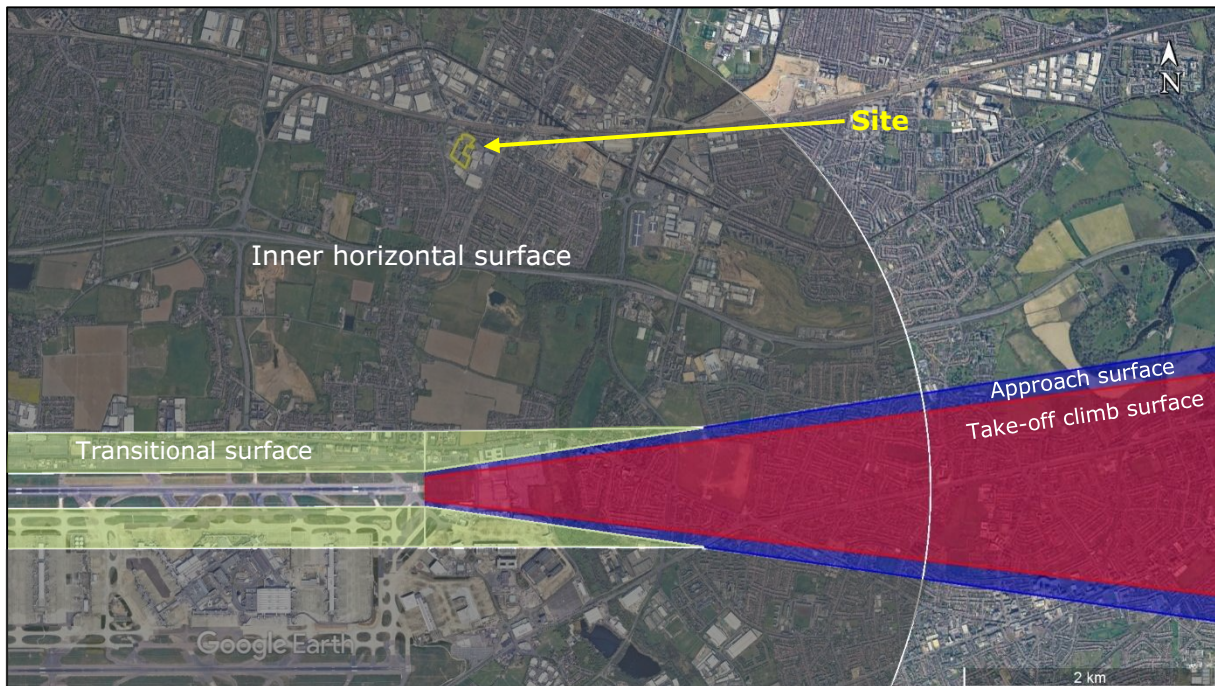 N
Site
Inner horizontal surface
Approach surface
Take-off climb surface
Transitional surface
Google Earth
2 km